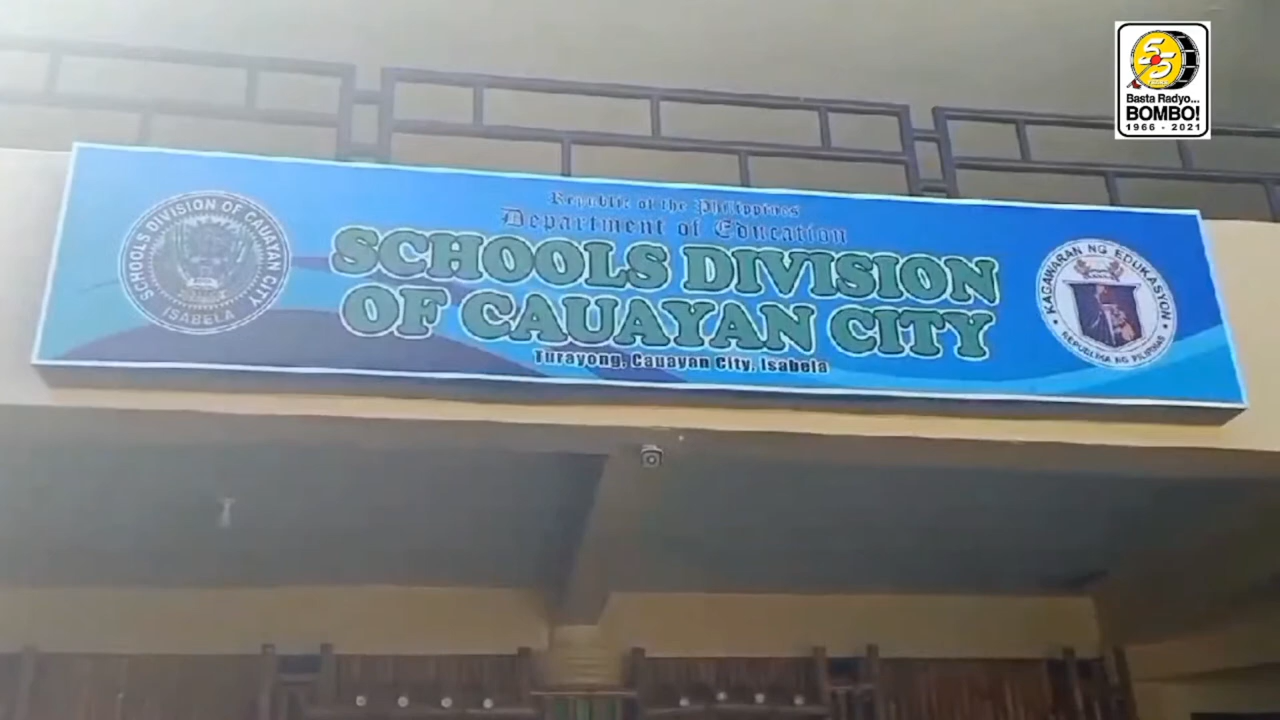 55
Basta Radyo...
BOMBO!
1966 - 2021
Republic of the Philippines
Department of Education
SCHOOLS DIVISION
OF CAUAYAN CITY
Turayong, Cauayan City, Isabela
SCHOOLS DIVISION OF CAUAYAN CITY
ISABELA
KAGAWARAN NG EDUKASYON
REPUBLIKA NG PILIPINAS